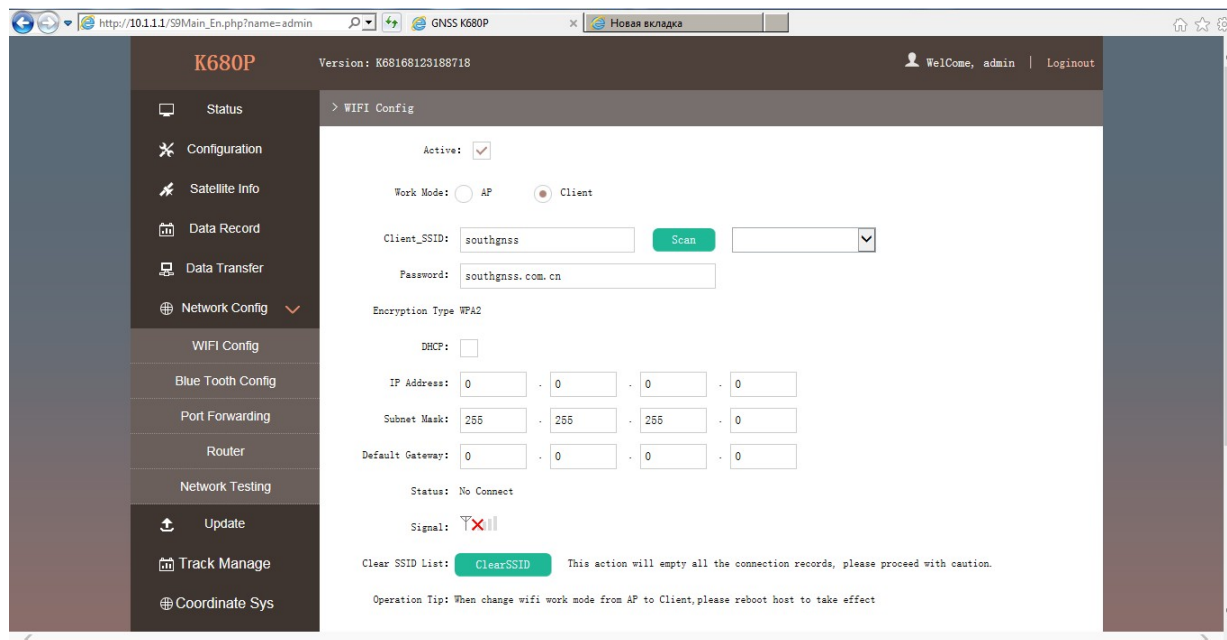 http://10.1.1.1/S9Main_En.php?name=admin
GNSS K680P
Новая вкладка
K680P
Version: K68168123188718
WelCome, admin | Loginout
Status
> WIFI Config
Configuration
Active:
Satellite Info
Work Mode: AP Client
Data Record
Client_SSID: southgnss Scan
Data Transfer
Password: southgnss.com.cn
Network Config
Encryption Type WPA2
WIFI Config
DHCP:
Blue Tooth Config
IP Address: 0 . 0 . 0 . 0
Port Forwarding
Subnet Mask: 255 . 255 . 255 . 0
Router
Default Gateway: 0 . 0 . 0 . 0
Network Testing
Status: No Connect
Update
Signal:
Track Manage
Clear SSID List: ClearSSID This action will empty all the connection records, please proceed with caution.
Coordinate Sys
Operation Tip: When change wifi work mode from AP to Client,please reboot host to take effect